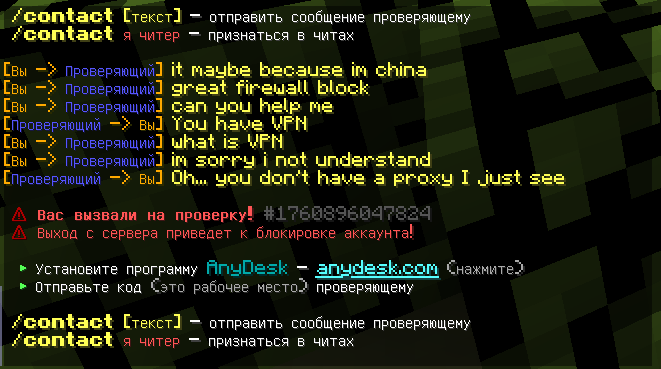 /contact [текст] — отправить сообщение проверяющему
/contact я читер — признаться в читах
[Вы -> Проверяющий] it maybe because im china
[Вы -> Проверяющий] great firewall block
[Вы -> Проверяющий] can you help me
[Проверяющий -> Вы] You have VPN
[Вы -> Проверяющий] what is VPN
[Вы -> Проверяющий] im sorry i not understand
[Проверяющий -> Вы] Oh... you don't have a proxy I just see
⚠ Вас вызвали на проверку! #1760896047824
⚠ Выход с сервера приведет к блокировке аккаунта!
▶ Установите программу AnyDesk — anydesk.com (нажмите)
▶ Отправьте код (это рабочее место) проверяющему
/contact [текст] — отправить сообщение проверяющему
/contact я читер — признаться в читах